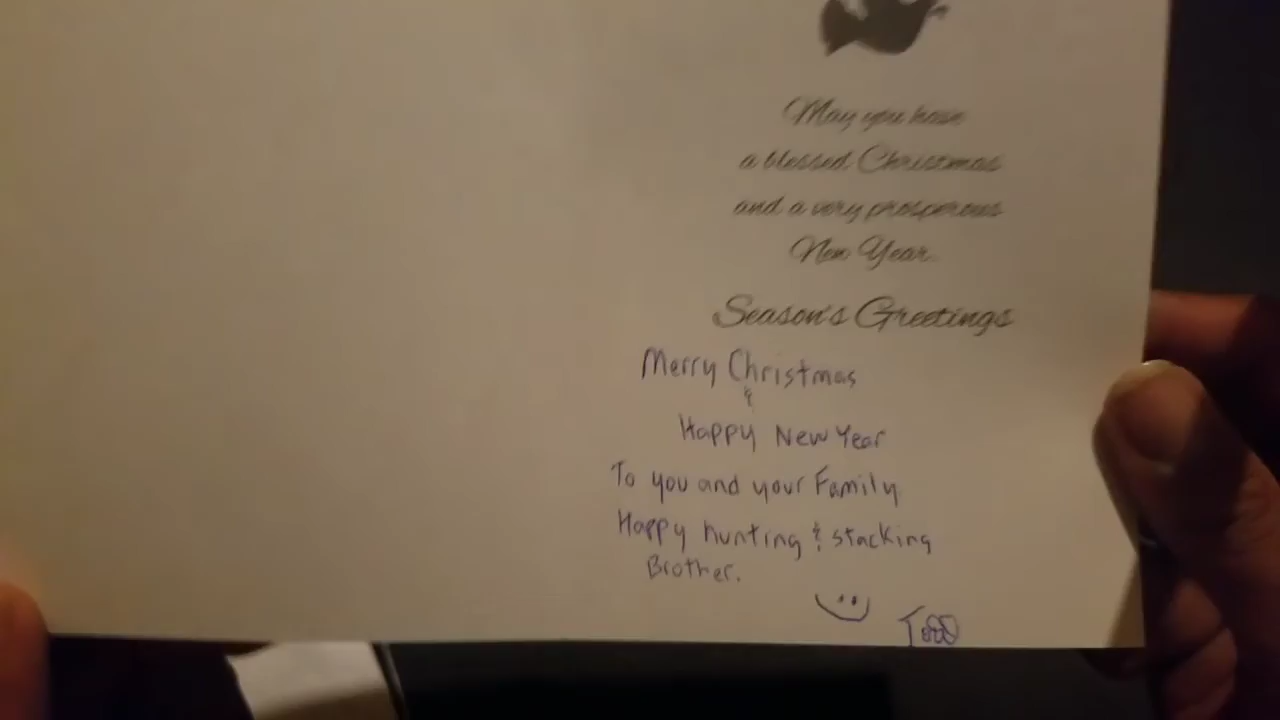 May you have
a blessed Christmas
and a very prosperous
New Year
Season's Greetings
Merry Christmas
&
Happy New Year
To you and your Family
Happy hunting & stacking
Brother.
Todd